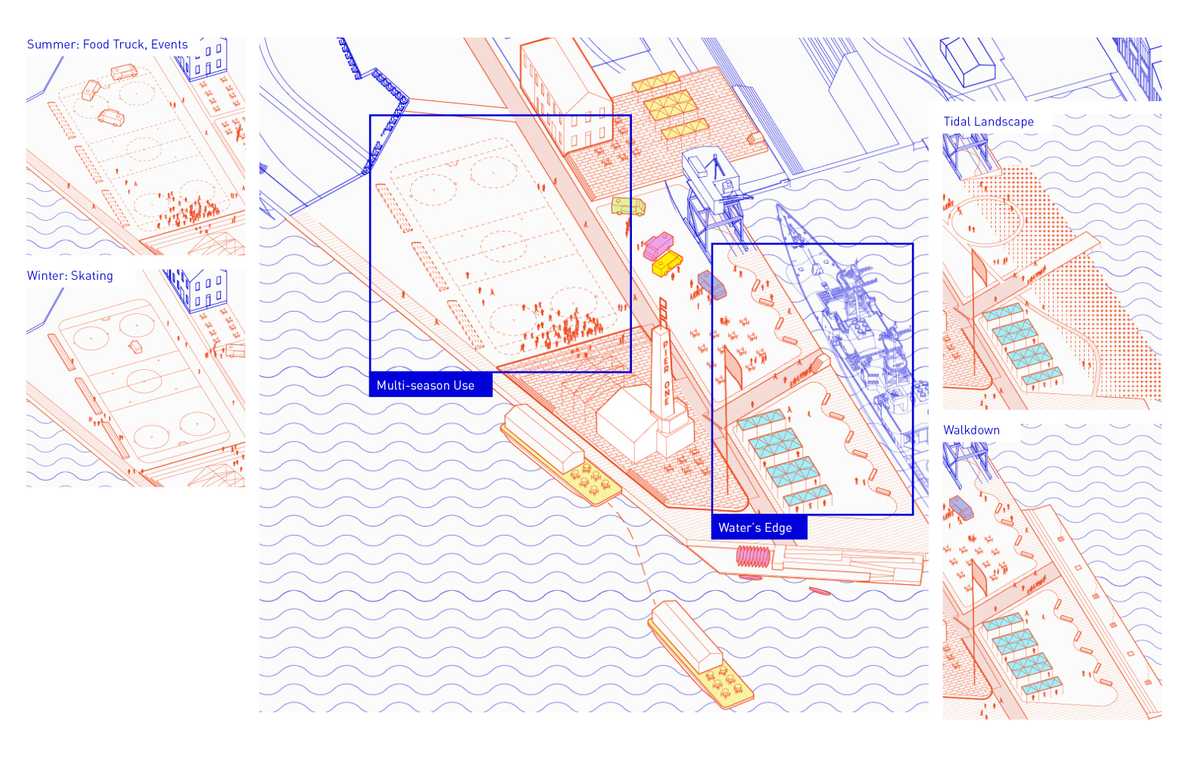 Summer: Food Truck, Events
Winter: Skating
Multi-season Use
PIER ONE
Water's Edge
Tidal Landscape
Walkdown